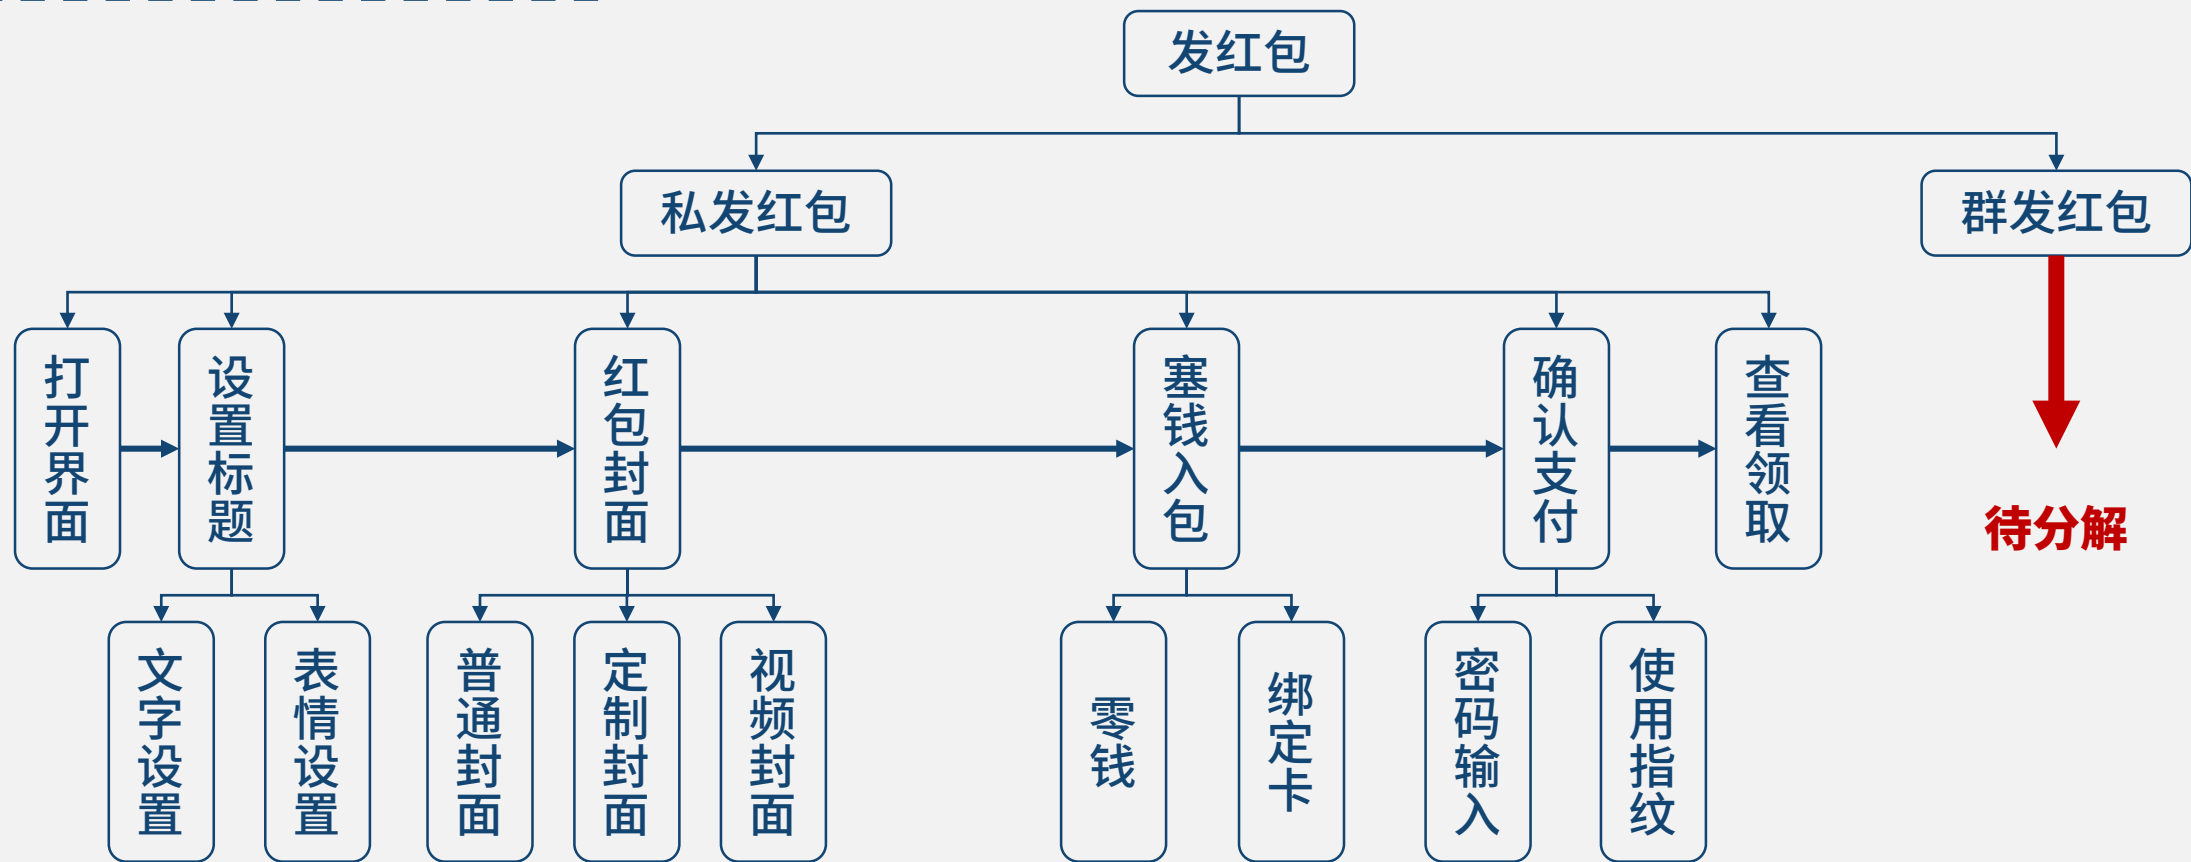 发红包
私发红包
群发红包
打开界面
设置标题
红包封面
塞钱入包
确认支付
查看领取
待分解
文字设置
表情设置
普通封面
定制封面
视频封面
零钱
绑定卡
密码输入
使用指纹